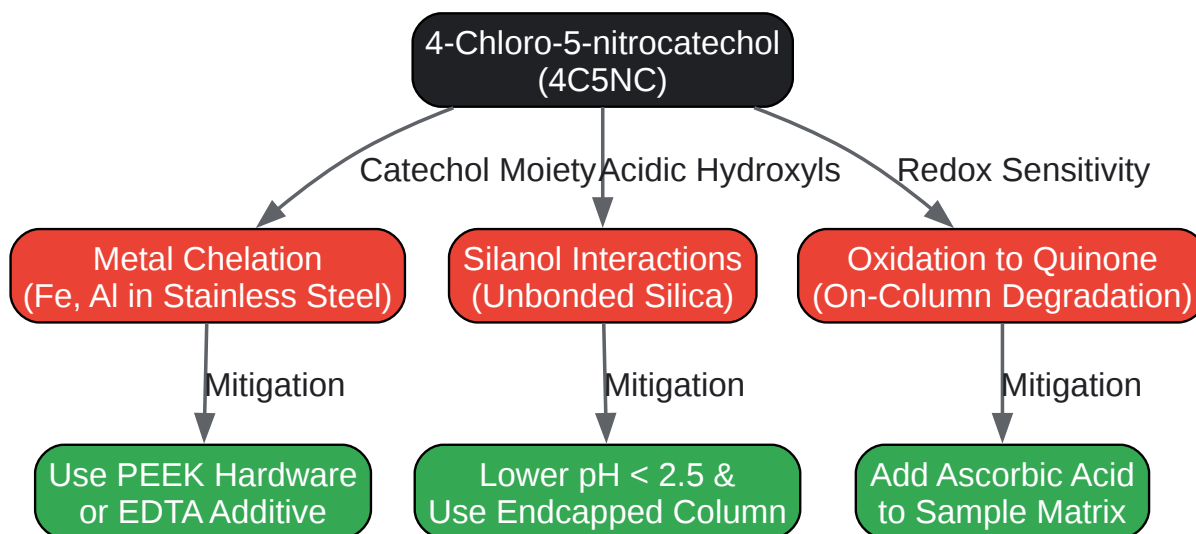 4-Chloro-5-nitrocatechol
(4C5NC)
Catechol Moiety
Acidic Hydroxyls
Redox Sensitivity
Metal Chelation
(Fe, Al in Stainless Steel)
Silanol Interactions
(Unbonded Silica)
Oxidation to Quinone
(On-Column Degradation)
Mitigation
Mitigation
Mitigation
Use PEEK Hardware
or EDTA Additive
Lower pH < 2.5 &
Use Endcapped Column
Add Ascorbic Acid
to Sample Matrix